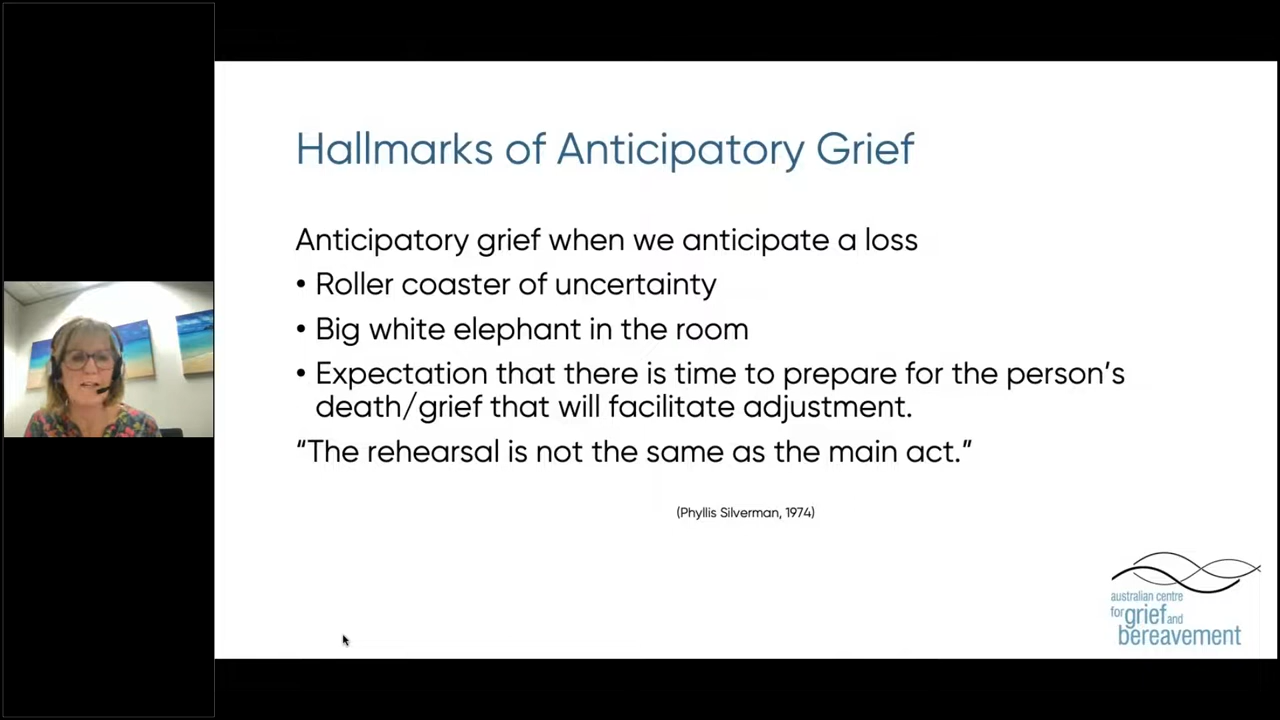 Hallmarks of Anticipatory Grief
Anticipatory grief when we anticipate a loss
• Roller coaster of uncertainty
• Big white elephant in the room
• Expectation that there is time to prepare for the person’s
death/grief that will facilitate adjustment.
“The rehearsal is not the same as the main act.”
(Phyllis Silverman, 1974)
australian centre
for grief and
bereavement